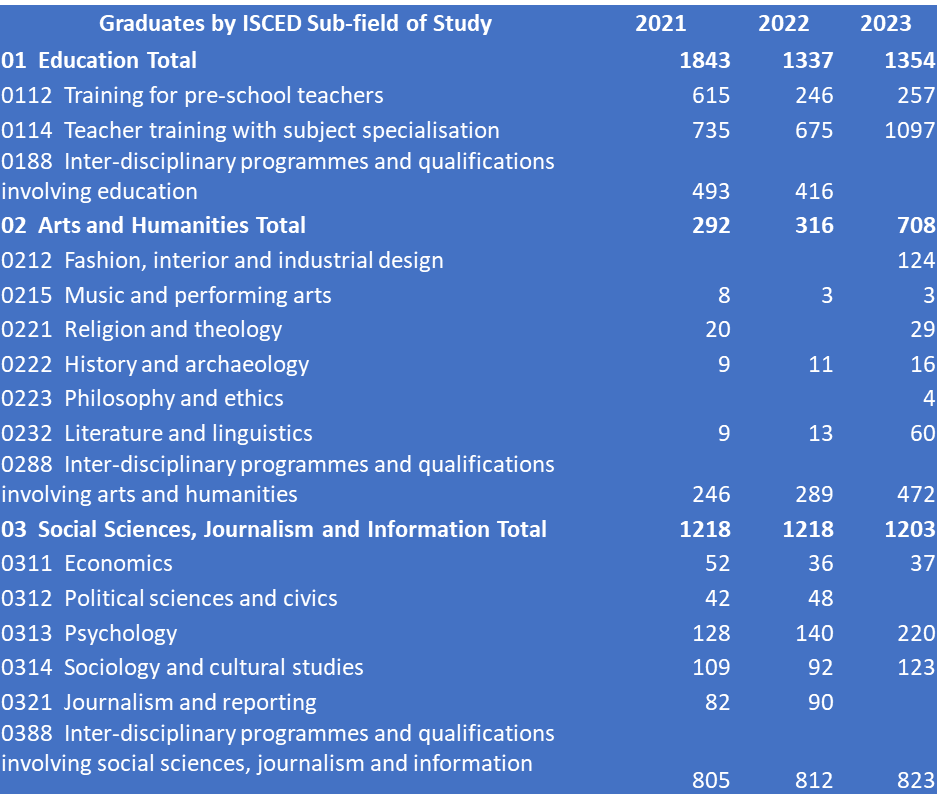 Graduates by ISCED Sub-field of Study 2021 2022 2023
01 Education Total 1843 1337 1354
0112 Training for pre-school teachers 615 246 257
0114 Teacher training with subject specialisation 735 675 1097
0188 Inter-disciplinary programmes and qualifications
involving education 493 416
02 Arts and Humanities Total 292 316 708
0212 Fashion, interior and industrial design 124
0215 Music and performing arts 8 3 3
0221 Religion and theology 20 29
0222 History and archaeology 9 11 16
0223 Philosophy and ethics 4
0232 Literature and linguistics 9 13 60
0288 Inter-disciplinary programmes and qualifications
involving arts and humanities 246 289 472
03 Social Sciences, Journalism and Information Total 1218 1218 1203
0311 Economics 52 36 37
0312 Political sciences and civics 42 48
0313 Psychology 128 140 220
0314 Sociology and cultural studies 109 92 123
0321 Journalism and reporting 82 90
0388 Inter-disciplinary programmes and qualifications
involving social sciences, journalism and information
805 812 823